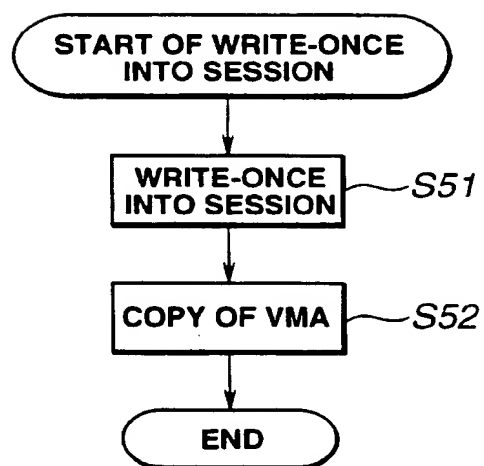 START OF WRITE-ONCE
INTO SESSION
WRITE-ONCE
INTO SESSION
S51
COPY OF VMA
S52
END